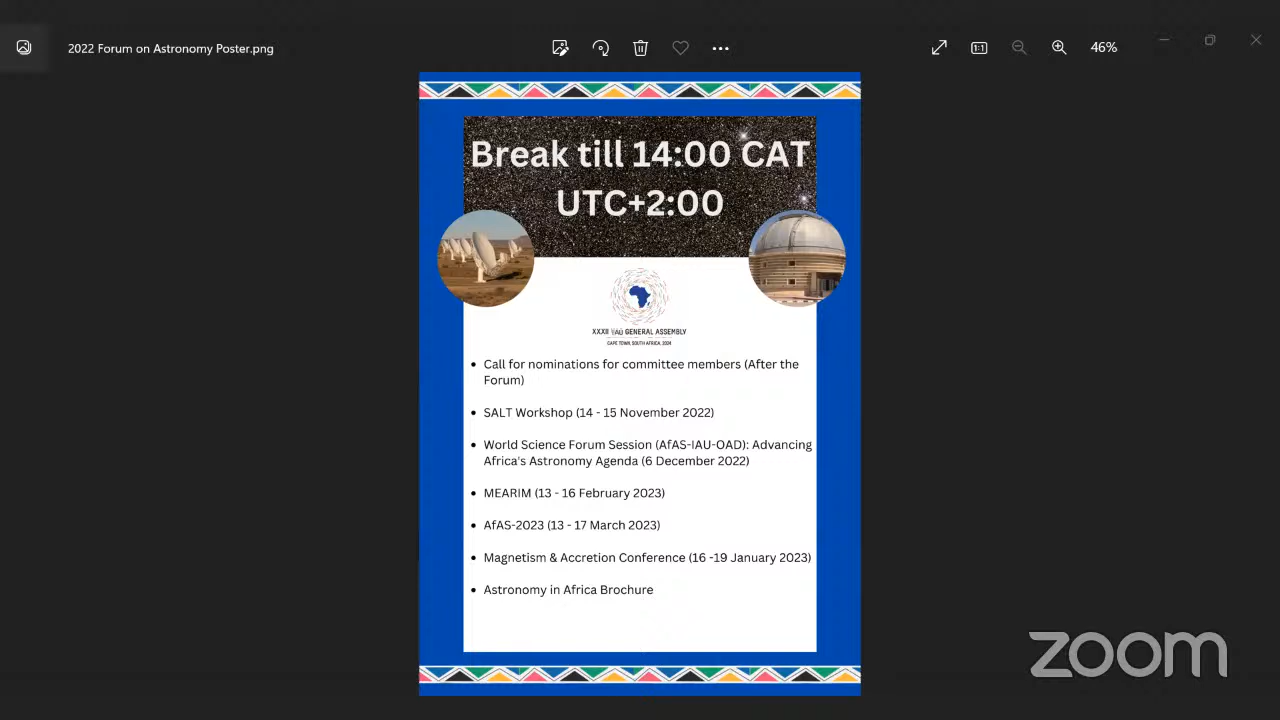 2022 Forum on Astronomy Poster.png
46%
Break till 14:00 CAT
UTC+2:00
XXXII IAU GENERAL ASSEMBLY
CAPE TOWN, SOUTH AFRICA, 2024
• Call for nominations for committee members (After the
Forum)
• SALT Workshop (14 - 15 November 2022)
• World Science Forum Session (AfAS-IAU-OAD): Advancing
Africa's Astronomy Agenda (6 December 2022)
• MEARIM (13 - 16 February 2023)
• AfAS-2023 (13 - 17 March 2023)
• Magnetism & Accretion Conference (16 -19 January 2023)
• Astronomy in Africa Brochure
zoom